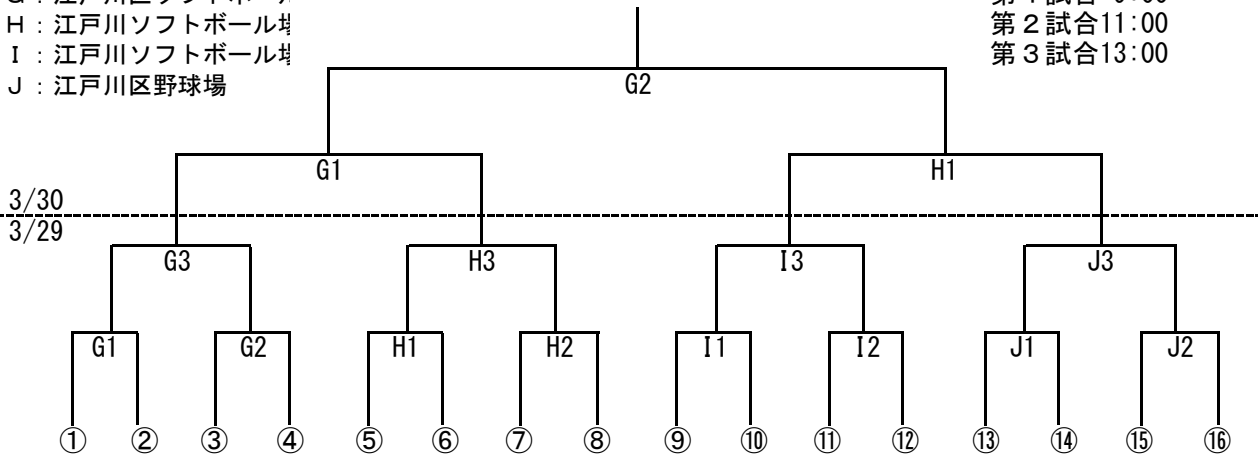 H：江戸川ソフトボール場
第２試合11:00
I：江戸川ソフトボール場
第３試合13:00
J：江戸川区野球場
G2
G1
H1
3/30
3/29
G3
H3
I3
J3
G1
G2
H1
H2
I1
I2
J1
J2
① ② ③ ④ ⑤ ⑥ ⑦ ⑧ ⑨ ⑩ ⑪ ⑫ ⑬ ⑭ ⑮ ⑯